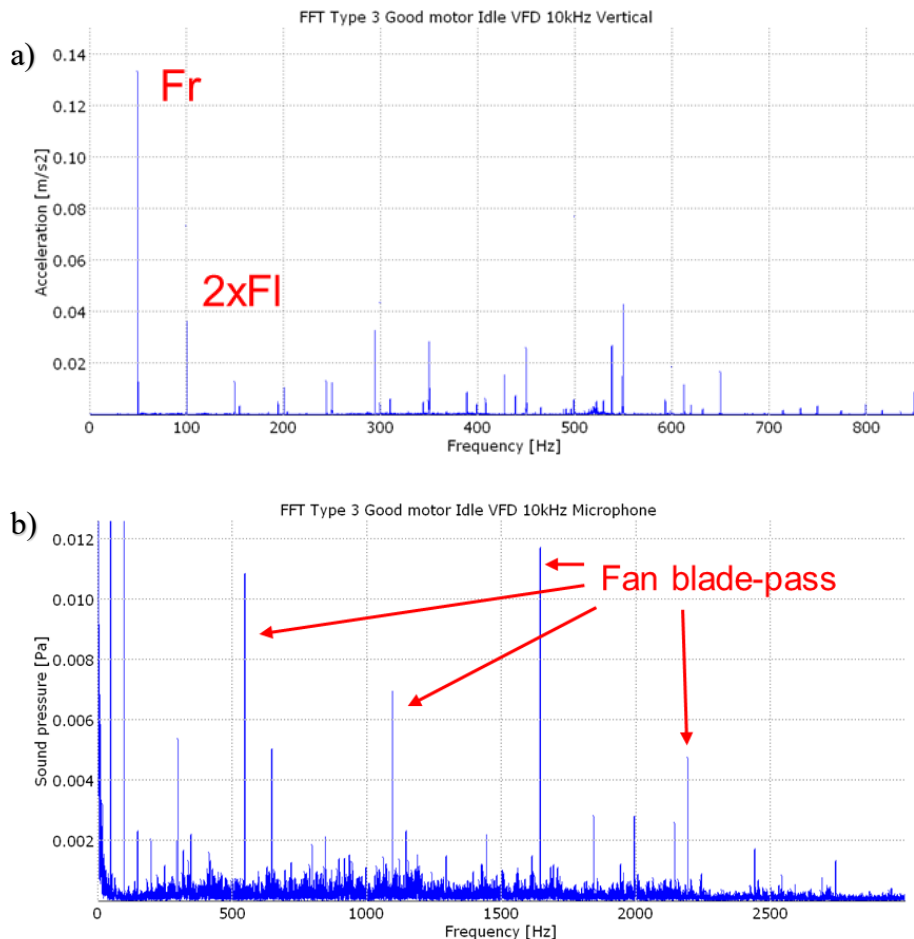 FFT Type 3 Good motor Idle VFD 10kHz Vertical
a)
0.14
Fr
0.12
0.10
Acceleration [m/s2]
0.08
0.06
2xFl
0.04
0.02
0 100 200 300 400 500 600 700 800
Frequency [Hz]
FFT Type 3 Good motor Idle VFD 10kHz Microphone
b)
0.012
Fan blade-pass
0.010
0.008
Sound pressure [Pa]
0.006
0.004
0.002
0 500 1000 1500 2000 2500
Frequency [Hz]